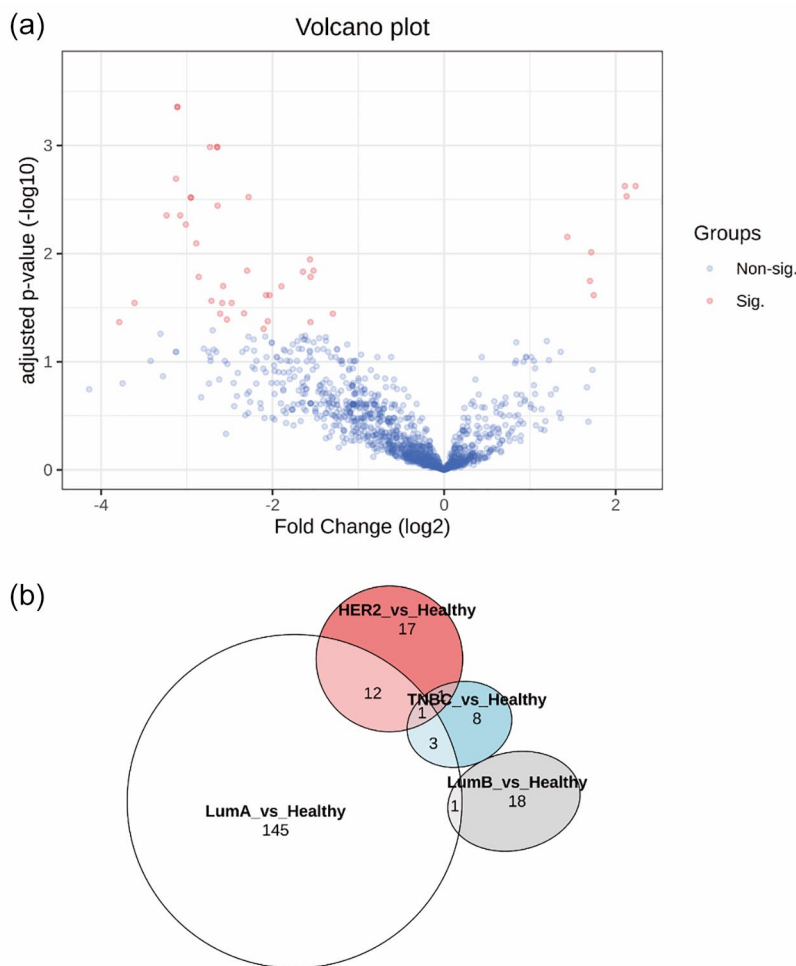 (a)
Volcano plot
adjusted p-value (-log10)
3
2
1
0
-4
-2
0
2
Fold Change (log2)
Groups
Non-sig.
Sig.
(b)
HER2_vs_Healthy
17
12
1
TNBC_vs_Healthy
1
8
3
LumB_vs_Healthy
1
18
LumA_vs_Healthy
145